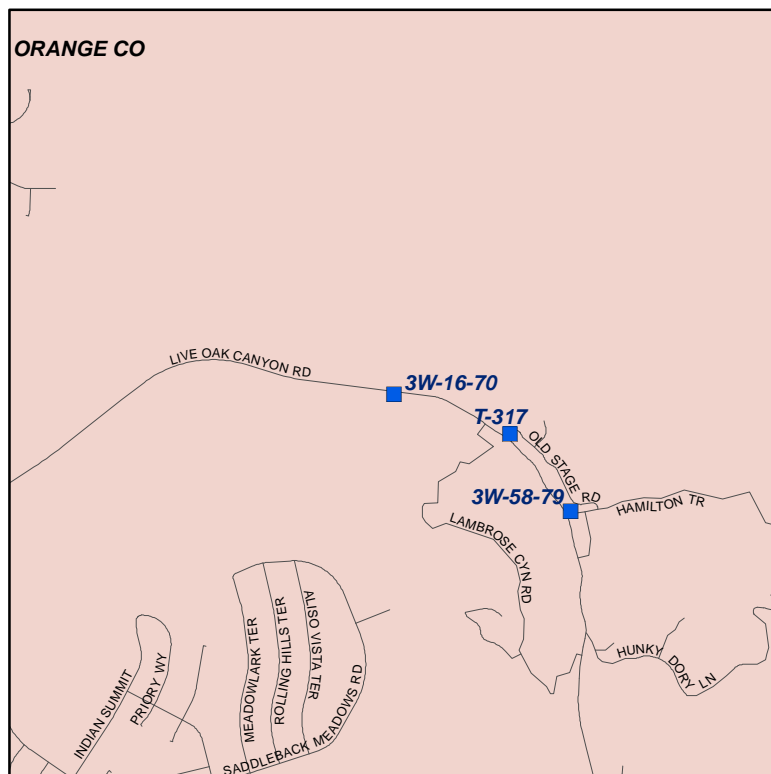 ORANGE CO
LIVE OAK CANYON RD
3W-16-70
T-317
OLD STAGE RD
3W-58-79
HAMILTON TR
LAMBROSE CYN RD
MEADOWLARK TER
ROLLING HILLS TER
ALISO VISTA TER
HUNKY DORY LN
INDIAN SUMMIT
PRIORY WY
SADDLEBACK MEADOWS RD